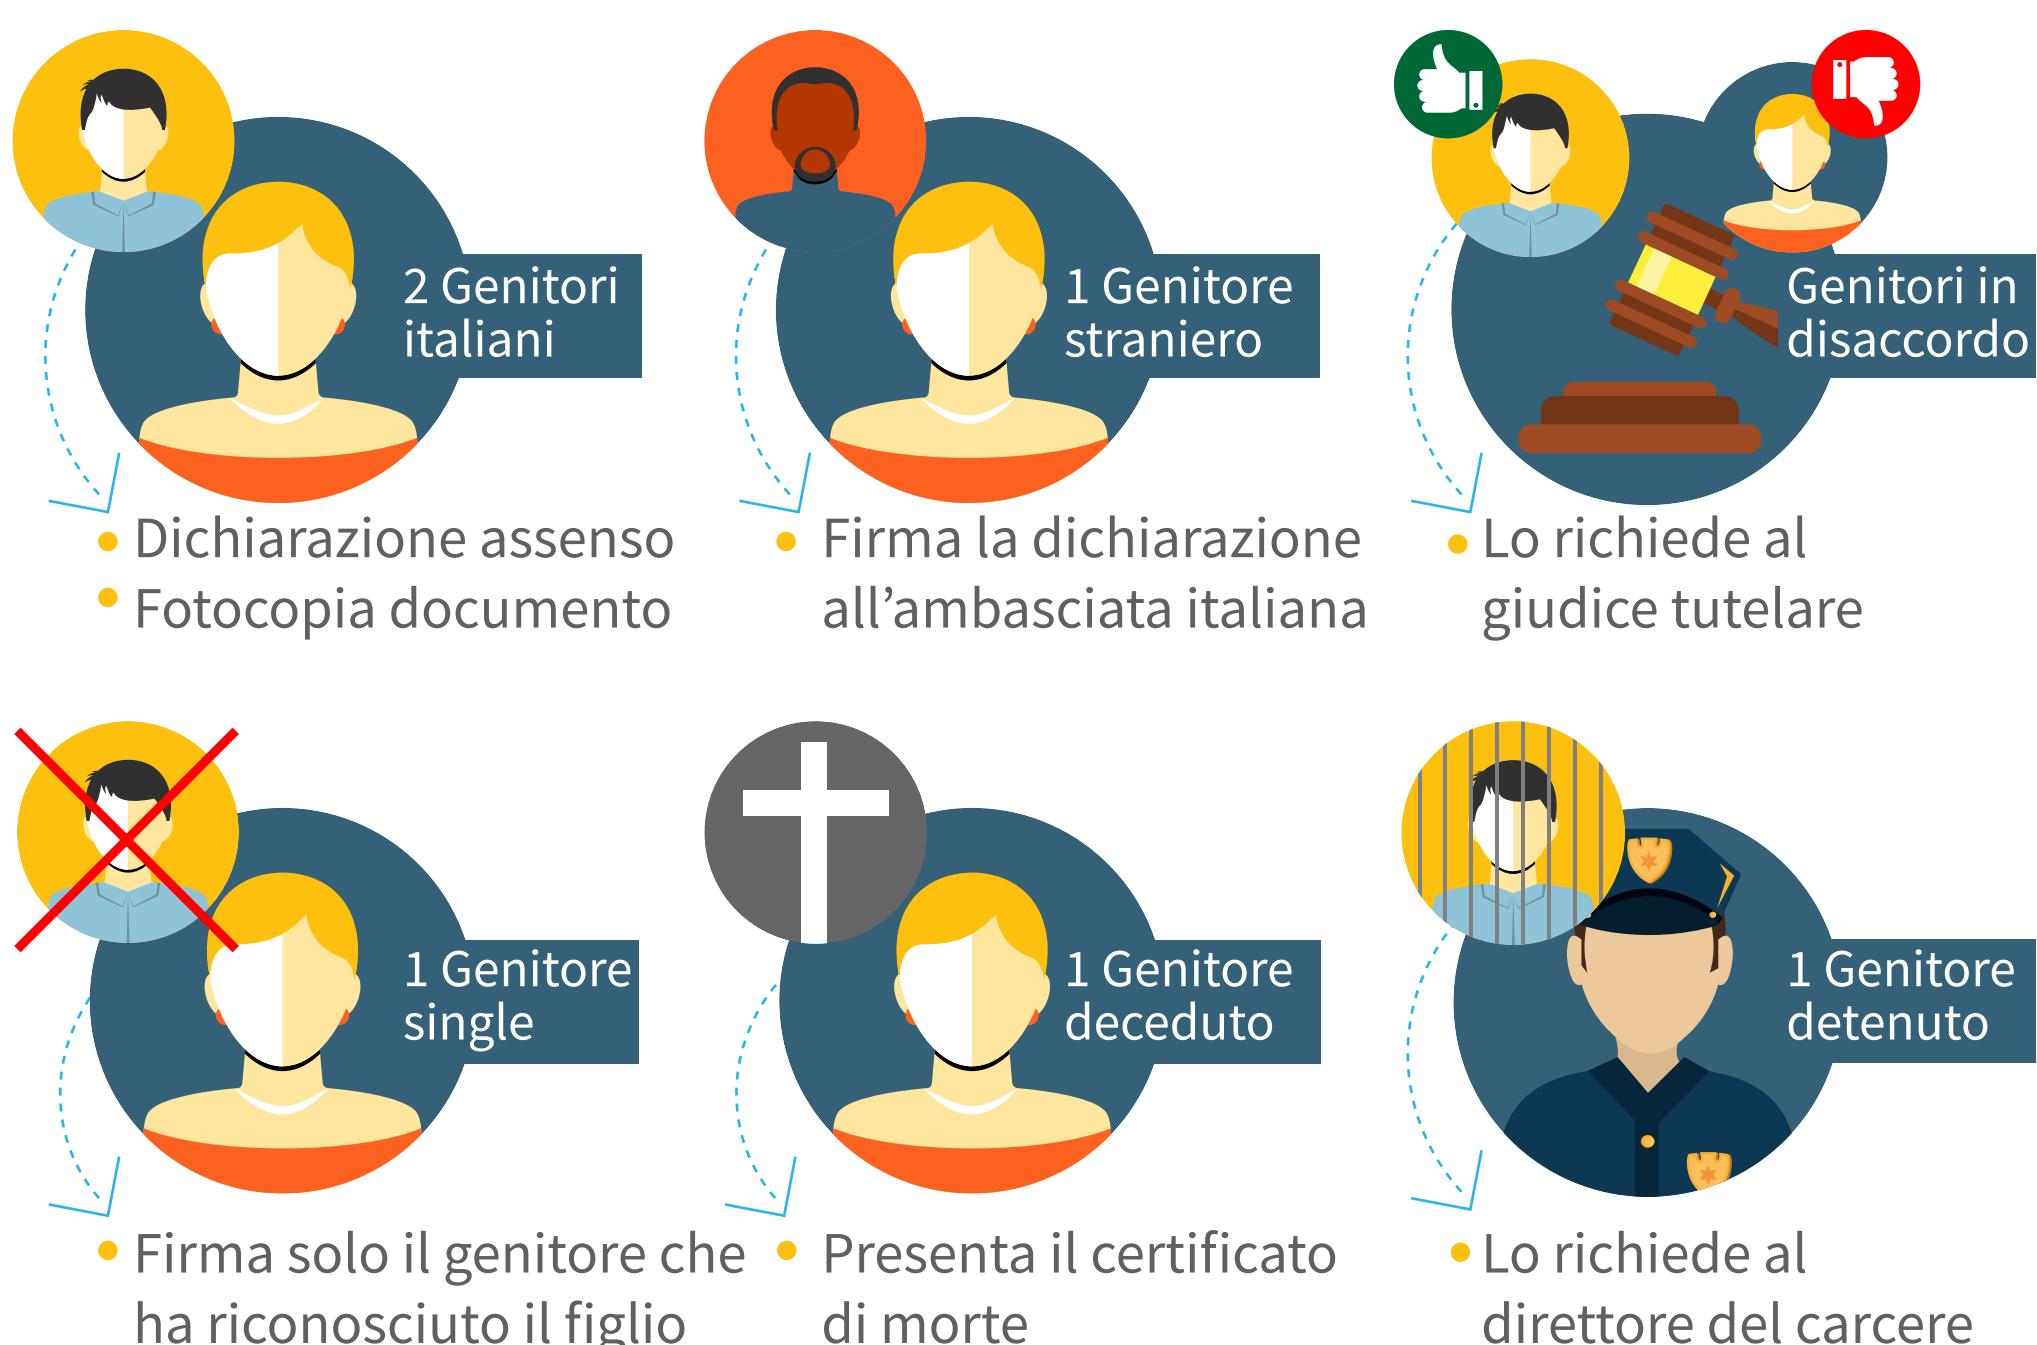 2 Genitori
italiani
Dichiarazione assenso
Fotocopia documento
1 Genitore
straniero
Firma la dichiarazione
all’ambasciata italiana
Genitori in
disaccordo
Lo richiede al
giudice tutelare
1 Genitore
single
Firma solo il genitore che
ha riconosciuto il figlio
1 Genitore
deceduto
Presenta il certificato
di morte
1 Genitore
detenuto
Lo richiede al
direttore del carcere